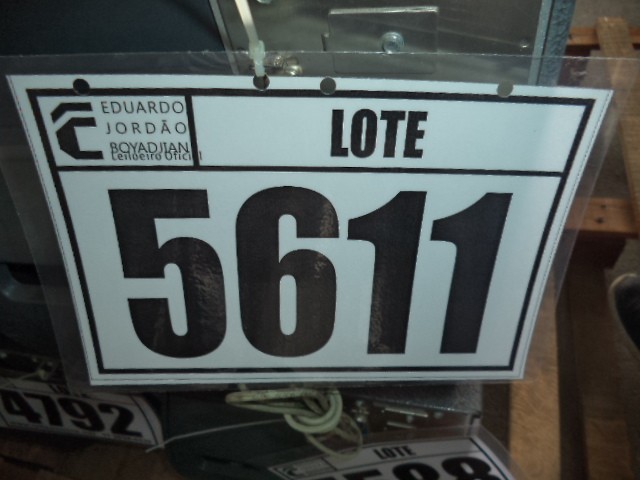 EDUARDO
JORDÃO
BOYADJIAN
Leiloeiro Oficial
LOTE
5611
4792
LOTE